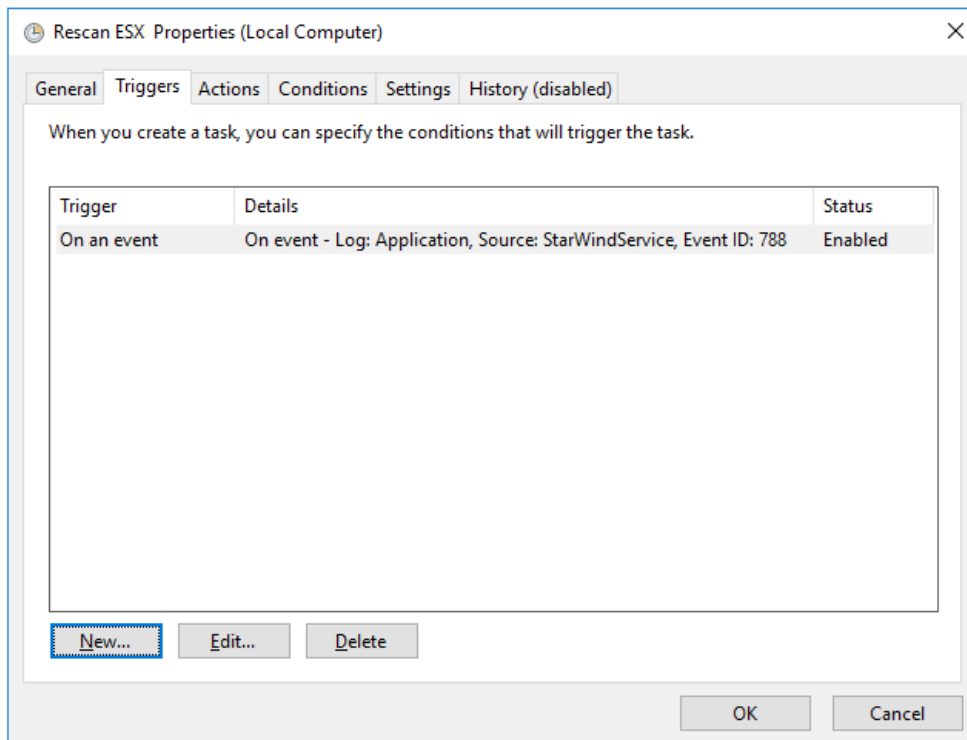 Rescan ESX  Properties (Local Computer)
General Triggers Actions Conditions Settings History (disabled)
When you create a task, you can specify the conditions that will trigger the task.
Trigger Details Status
On an event On event - Log: Application, Source: StarWindService, Event ID: 788 Enabled
New... Edit... Delete
OK Cancel